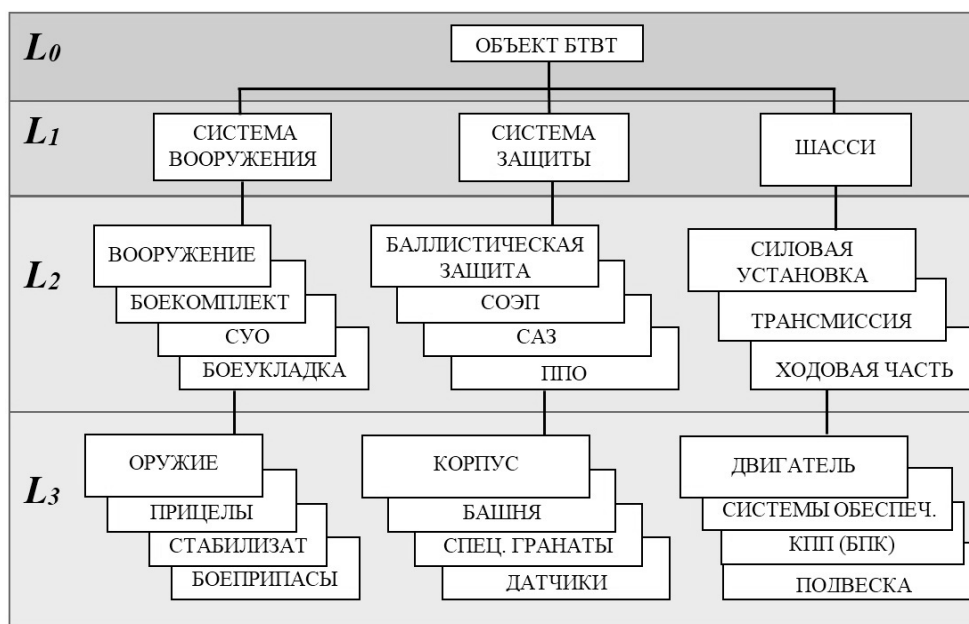 L0
ОБЪЕКТ БТВТ
L1
СИСТЕМА
ВООРУЖЕНИЯ
СИСТЕМА
ЗАЩИТЫ
ШАССИ
L2
ВООРУЖЕНИЕ
БОЕКОМПЛЕКТ
СУО
БОЕУКЛАДКА
БАЛЛИСТИЧЕСКАЯ
ЗАЩИТА
СОЭП
САЗ
ППО
СИЛОВАЯ
УСТАНОВКА
ТРАНСМИССИЯ
ХОДОВАЯ ЧАСТЬ
L3
ОРУЖИЕ
ПРИЦЕЛЫ
СТАБИЛИЗАТ
БОЕПРИПАСЫ
КОРПУС
БАШНЯ
СПЕЦ. ГРАНАТЫ
ДАТЧИКИ
ДВИГАТЕЛЬ
СИСТЕМЫ ОБЕСПЕЧ.
КПП (БПК)
ПОДВЕСКА